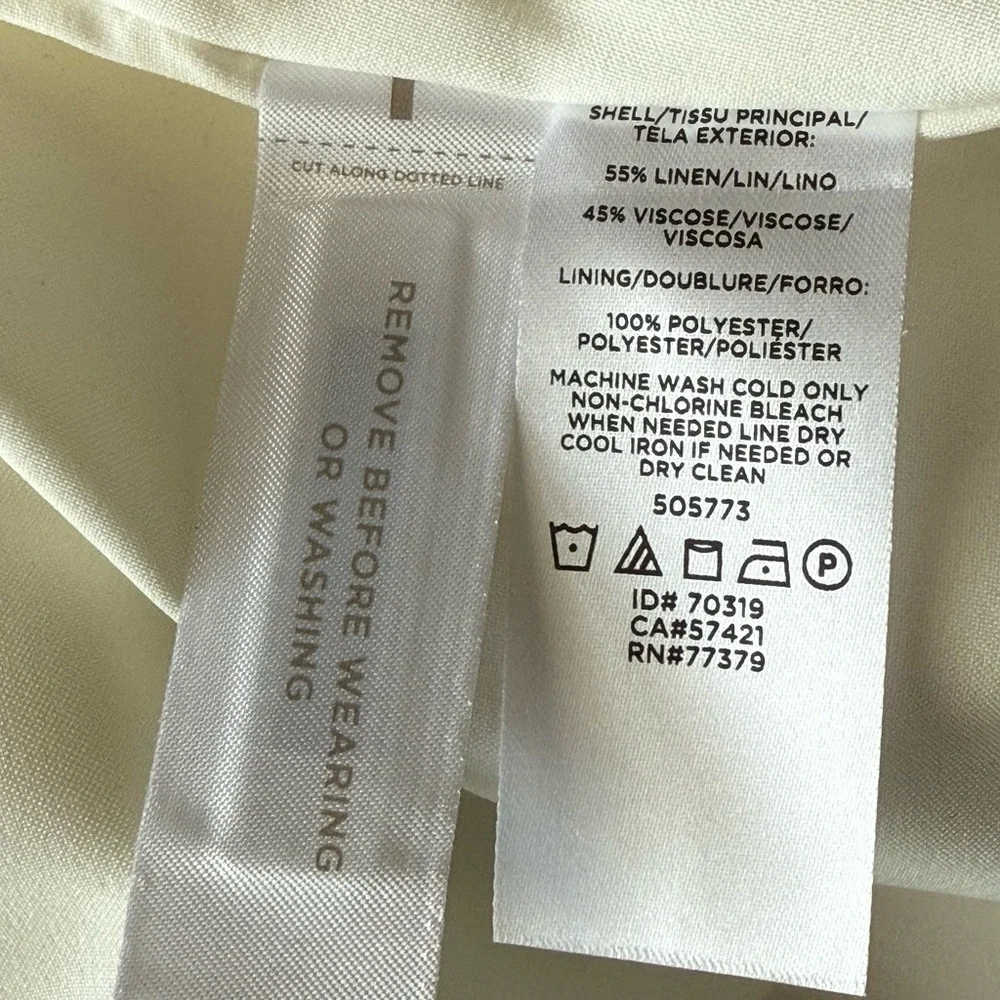 CUT ALONG DOTTED LINE
REMOVE BEFORE WEARING
OR WASHING
SHELL/TISSU PRINCIPAL/
TELA EXTERIOR:
55% LINEN/LIN/LINO
45% VISCOSE/VISCOSE/
VISCOSA
LINING/DOUBLURE/FORRO:
100% POLYESTER/
POLYESTER/POLIÉSTER
MACHINE WASH COLD ONLY
NON-CHLORINE BLEACH
WHEN NEEDED LINE DRY
COOL IRON IF NEEDED OR
DRY CLEAN
505773
P
ID# 70319
CA#57421
RN#77379